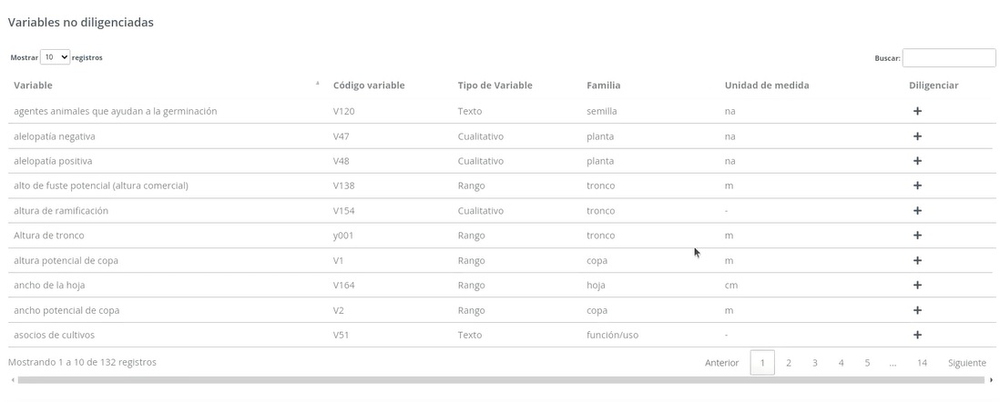 Variables no diligenciadas
Mostrar 10 registros Buscar:
Variable Código variable Tipo de Variable Familia Unidad de medida Diligenciar
agentes animales que ayudan a la germinación V120 Texto semilla na +
alelopatía negativa V47 Cualitativo planta na +
alelopatía positiva V48 Cualitativo planta na +
alto de fuste potencial (altura comercial) V138 Rango tronco m +
altura de ramificación V154 Cualitativo tronco - +
Altura de tronco y001 Rango tronco m +
altura potencial de copa V1 Rango copa m +
ancho de la hoja V164 Rango hoja cm +
ancho potencial de copa V2 Rango copa m +
asocios de cultivos V51 Texto función/uso - +
Mostrando 1 a 10 de 132 registros Anterior 1 2 3 4 5 ... 14 Siguiente